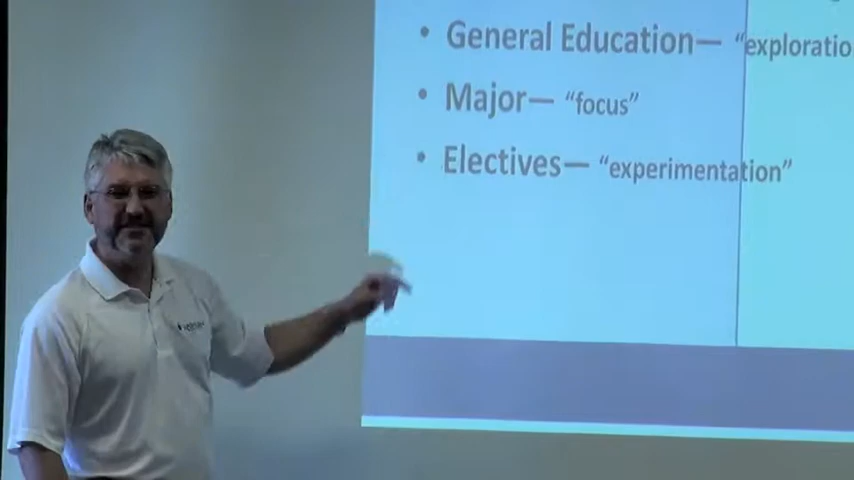 • General Education— “exploratio
• Major— “focus”
• Electives— “experimentation”